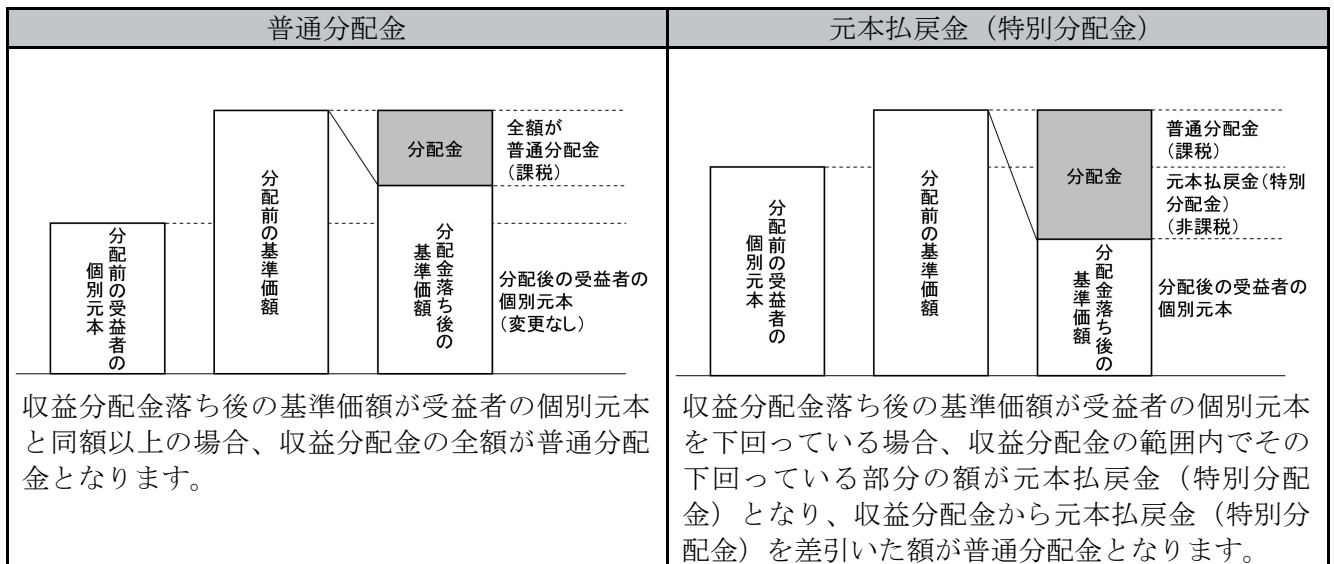 普通分配金
分配前の受益者の
個別元本
分配前の基準価額
分配金
分配金落ち後の
基準価額
全額が
普通分配金
(課税)
分配後の受益者の
個別元本
(変更なし)
収益分配金落ち後の基準価額が受益者の個別元本
と同額以上の場合、収益分配金の全額が普通分配
金となります。
元本払戻金（特別分配金）
分配前の受益者の
個別元本
分配前の基準価額
分配金
分配金落ち後の
基準価額
普通分配金
(課税)
元本払戻金(特別
分配金)
(非課税)
分配後の受益者の
個別元本
収益分配金落ち後の基準価額が受益者の個別元本
を下回っている場合、収益分配金の範囲内でその
下回っている部分の額が元本払戻金（特別分配
金）となり、収益分配金から元本払戻金（特別分
配金）を差引いた額が普通分配金となります。